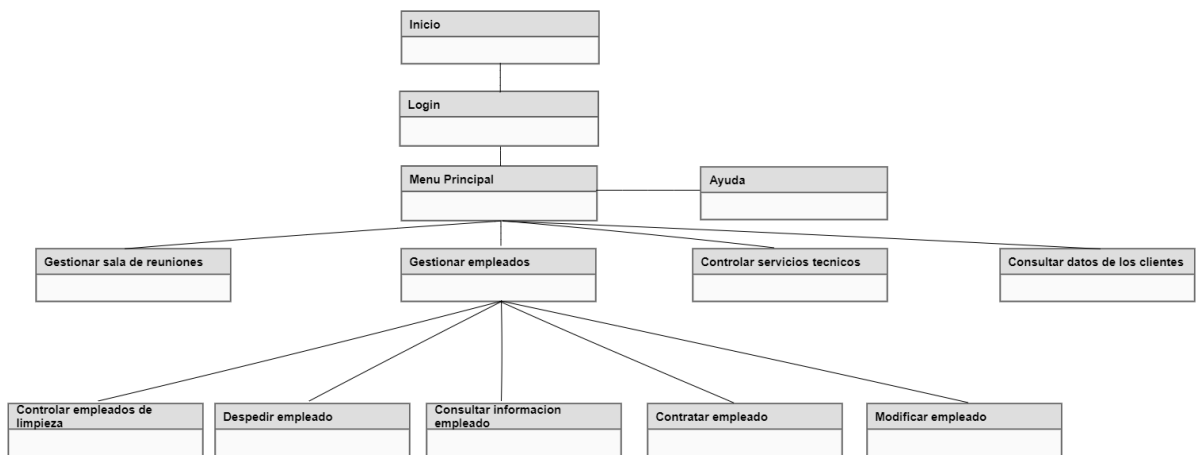 Inicio
Login
Menu Principal
Ayuda
Gestionar sala de reuniones
Gestionar empleados
Controlar servicios tecnicos
Consultar datos de los clientes
Controlar empleados de
limpieza
Despedir empleado
Consultar informacion
empleado
Contratar empleado
Modificar empleado